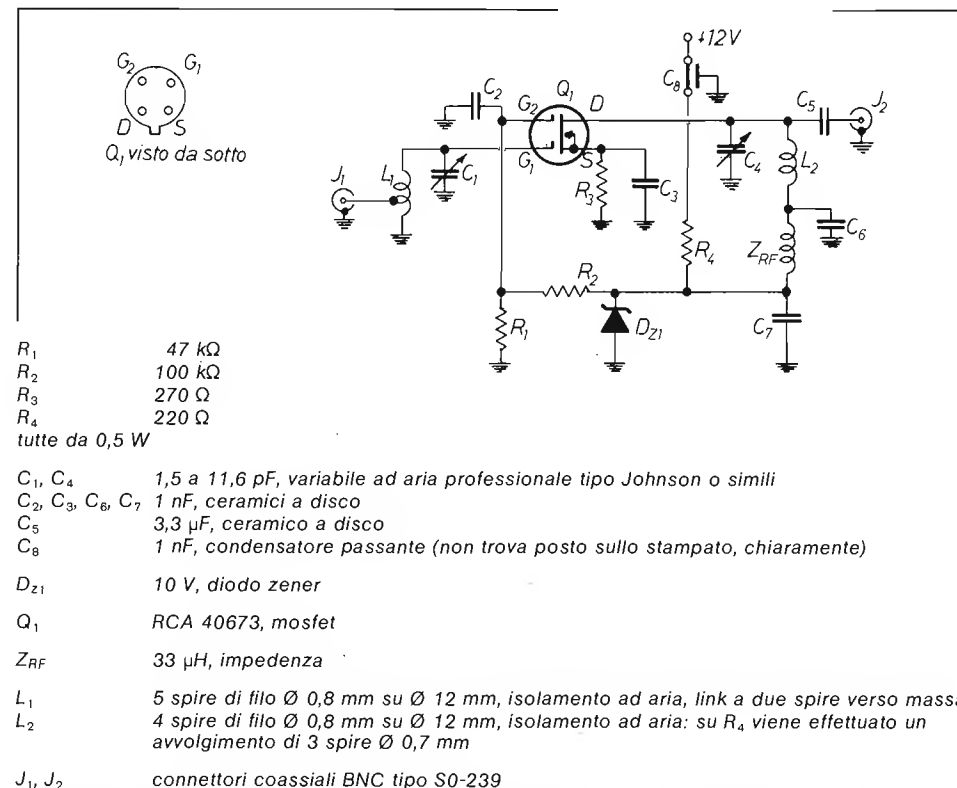 +12V
G2 G1
D S
Q1 visto da sotto
C8
C2
G2 Q1 D
G1 S
C5 J2
J1 L1 C1
R3 C3
C4 L2
C6
R4 ZRF
R2
R1 DZ1 C7
R1 47 kΩ
R2 100 kΩ
R3 270 Ω
R4 220 Ω
tutte da 0,5 W
C1, C4 1,5 a 11,6 pF, variabile ad aria professionale tipo Johnson o simili
C2, C3, C6, C7 1 nF, ceramici a disco
C5 3,3 µF, ceramico a disco
C8 1 nF, condensatore passante (non trova posto sullo stampato, chiaramente)
Dz1 10 V, diodo zener
Q1 RCA 40673, mosfet
ZRF 33 µH, impedenza
L1 5 spire di filo Ø 0,8 mm su Ø 12 mm, isolamento ad aria, link a due spire verso massa
L2 4 spire di filo Ø 0,8 mm su Ø 12 mm, isolamento ad aria: su R4 viene effettuato un
avvolgimento di 3 spire Ø 0,7 mm
J1, J2 connettori coassiali BNC tipo S0-239